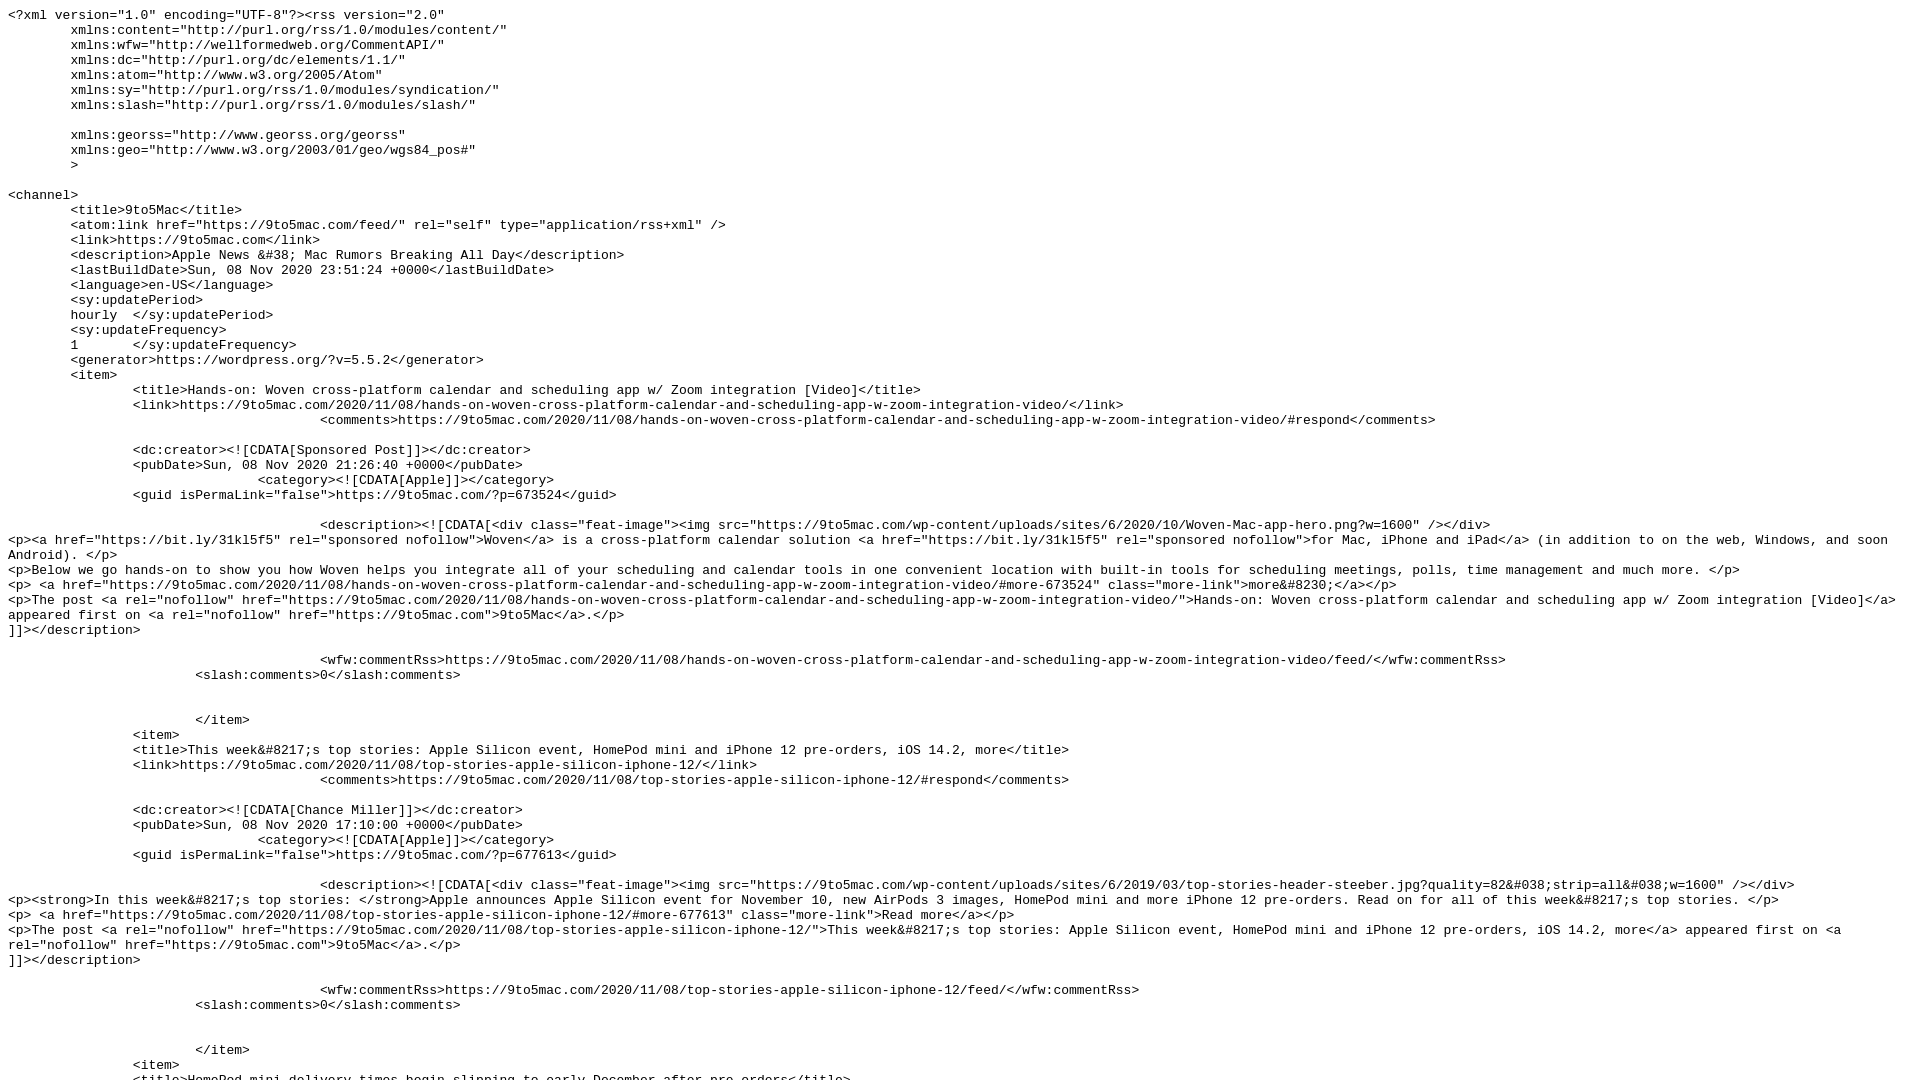 <?xml version="1.0" encoding="UTF-8"?><rss version="2.0"
xmlns:content="http://purl.org/rss/1.0/modules/content/"
xmlns:wfw="http://wellformedweb.org/CommentAPI/"
xmlns:dc="http://purl.org/dc/elements/1.1/"
xmlns:atom="http://www.w3.org/2005/Atom"
xmlns:sy="http://purl.org/rss/1.0/modules/syndication/"
xmlns:slash="http://purl.org/rss/1.0/modules/slash/"
xmlns:georss="http://www.georss.org/georss"
xmlns:geo="http://www.w3.org/2003/01/geo/wgs84_pos#"
>
<channel>
<title>9to5Mac</title>
<atom:link href="https://9to5mac.com/feed/" rel="self" type="application/rss+xml" />
<link>https://9to5mac.com</link>
<description>Apple News &#38; Mac Rumors Breaking All Day</description>
<lastBuildDate>Sun, 08 Nov 2020 23:51:24 +0000</lastBuildDate>
<language>en-US</language>
<sy:updatePeriod>
hourly </sy:updatePeriod>
<sy:updateFrequency>
1 </sy:updateFrequency>
<generator>https://wordpress.org/?v=5.5.2</generator>
<item>
<title>Hands-on: Woven cross-platform calendar and scheduling app w/ Zoom integration [Video]</title>
<link>https://9to5mac.com/2020/11/08/hands-on-woven-cross-platform-calendar-and-scheduling-app-w-zoom-integration-video/</link>
<comments>https://9to5mac.com/2020/11/08/hands-on-woven-cross-platform-calendar-and-scheduling-app-w-zoom-integration-video/#respond</comments>
<dc:creator><![CDATA[Sponsored Post]]></dc:creator>
<pubDate>Sun, 08 Nov 2020 21:26:40 +0000</pubDate>
<category><![CDATA[Apple]]></category>
<guid isPermaLink="false">https://9to5mac.com/?p=673524</guid>
<description><![CDATA[<div class="feat-image"><img src="https://9to5mac.com/wp-content/uploads/sites/6/2020/10/Woven-Mac-app-hero.png?w=1600" /></div>
<p><a href="https://bit.ly/31kl5f5" rel="sponsored nofollow">Woven</a> is a cross-platform calendar solution <a href="https://bit.ly/31kl5f5" rel="sponsored nofollow">for Mac, iPhone and iPad</a> (in addition to on the web, Windows, and soon
Android). </p>
<p>Below we go hands-on to show you how Woven helps you integrate all of your scheduling and calendar tools in one convenient location with built-in tools for scheduling meetings, polls, time management and much more. </p>
<p> <a href="https://9to5mac.com/2020/11/08/hands-on-woven-cross-platform-calendar-and-scheduling-app-w-zoom-integration-video/#more-673524" class="more-link">more&#8230;</a></p>
<p>The post <a rel="nofollow" href="https://9to5mac.com/2020/11/08/hands-on-woven-cross-platform-calendar-and-scheduling-app-w-zoom-integration-video/">Hands-on: Woven cross-platform calendar and scheduling app w/ Zoom integration [Video]</a>
appeared first on <a rel="nofollow" href="https://9to5mac.com">9to5Mac</a>.</p>
]]></description>
<wfw:commentRss>https://9to5mac.com/2020/11/08/hands-on-woven-cross-platform-calendar-and-scheduling-app-w-zoom-integration-video/feed/</wfw:commentRss>
<slash:comments>0</slash:comments>
</item>
<item>
<title>This week&#8217;s top stories: Apple Silicon event, HomePod mini and iPhone 12 pre-orders, iOS 14.2, more</title>
<link>https://9to5mac.com/2020/11/08/top-stories-apple-silicon-iphone-12/</link>
<comments>https://9to5mac.com/2020/11/08/top-stories-apple-silicon-iphone-12/#respond</comments>
<dc:creator><![CDATA[Chance Miller]]></dc:creator>
<pubDate>Sun, 08 Nov 2020 17:10:00 +0000</pubDate>
<category><![CDATA[Apple]]></category>
<guid isPermaLink="false">https://9to5mac.com/?p=677613</guid>
<description><![CDATA[<div class="feat-image"><img src="https://9to5mac.com/wp-content/uploads/sites/6/2019/03/top-stories-header-steeber.jpg?quality=82&#038;strip=all&#038;w=1600" /></div>
<p><strong>In this week&#8217;s top stories: </strong>Apple announces Apple Silicon event for November 10, new AirPods 3 images, HomePod mini and more iPhone 12 pre-orders. Read on for all of this week&#8217;s top stories. </p>
<p> <a href="https://9to5mac.com/2020/11/08/top-stories-apple-silicon-iphone-12/#more-677613" class="more-link">Read more</a></p>
<p>The post <a rel="nofollow" href="https://9to5mac.com/2020/11/08/top-stories-apple-silicon-iphone-12/">This week&#8217;s top stories: Apple Silicon event, HomePod mini and iPhone 12 pre-orders, iOS 14.2, more</a> appeared first on <a
rel="nofollow" href="https://9to5mac.com">9to5Mac</a>.</p>
]]></description>
<wfw:commentRss>https://9to5mac.com/2020/11/08/top-stories-apple-silicon-iphone-12/feed/</wfw:commentRss>
<slash:comments>0</slash:comments>
</item>
<item>
<title>HomePod mini delivery times begin slipping to early December after pre-orders</title>